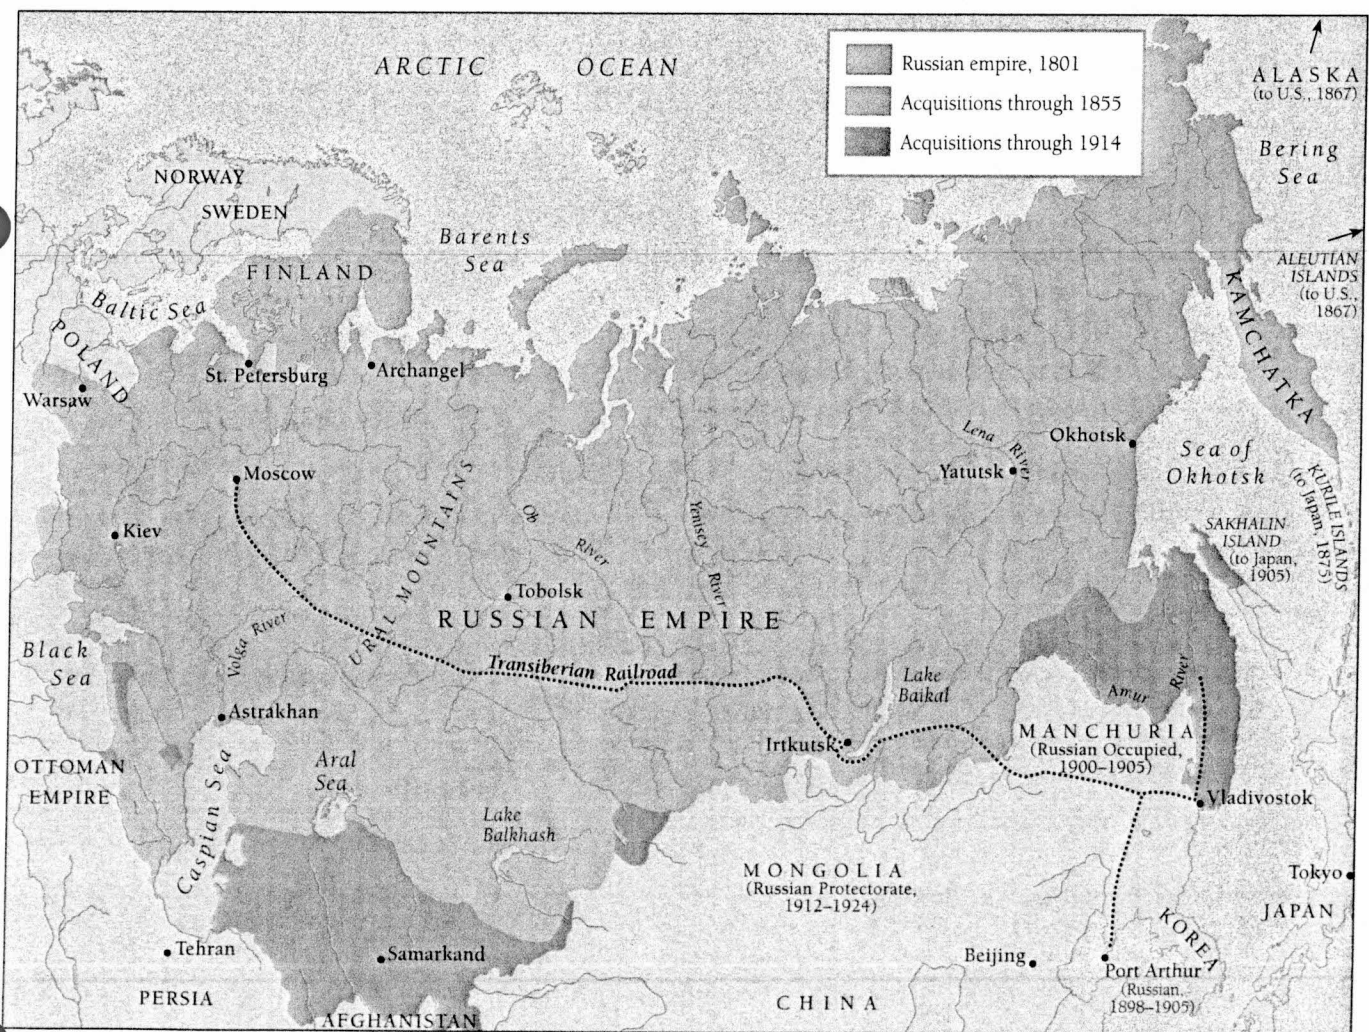 ARCTIC OCEAN
Russian empire, 1801
Acquisitions through 1855
Acquisitions through 1914
ALASKA
(to U.S., 1867)
Bering
Sea
NORWAY
SWEDEN
Barents
Sea
FINLAND
ALEUTIAN
ISLANDS
(to U.S.,
1867)
KAMCHATKA
Baltic Sea
POLAND
St. Petersburg
Archangel
Warsaw
Lena River
Okhotsk
Yatutsk
Sea of
Okhotsk
Moscow
KURILE ISLANDS
(to Japan, 1875)
Ob River
Yenisey River
SAKHALIN
ISLAND
(to Japan,
1905)
Kiev
URAL MOUNTAINS
Tobolsk
RUSSIAN EMPIRE
Volga River
Black
Sea
Transiberian Railroad
Lake
Baikal
Amur River
Astrakhan
Irtkutsk
MANCHURIA
(Russian Occupied,
1900–1905)
OTTOMAN
EMPIRE
Caspian Sea
Aral
Sea
Vladivostok
Lake
Balkhash
MONGOLIA
(Russian Protectorate,
1912–1924)
Tokyo
JAPAN
KOREA
Tehran
Samarkand
Beijing
Port Arthur
(Russian,
1898–1905)
PERSIA
CHINA
AFGHANISTAN